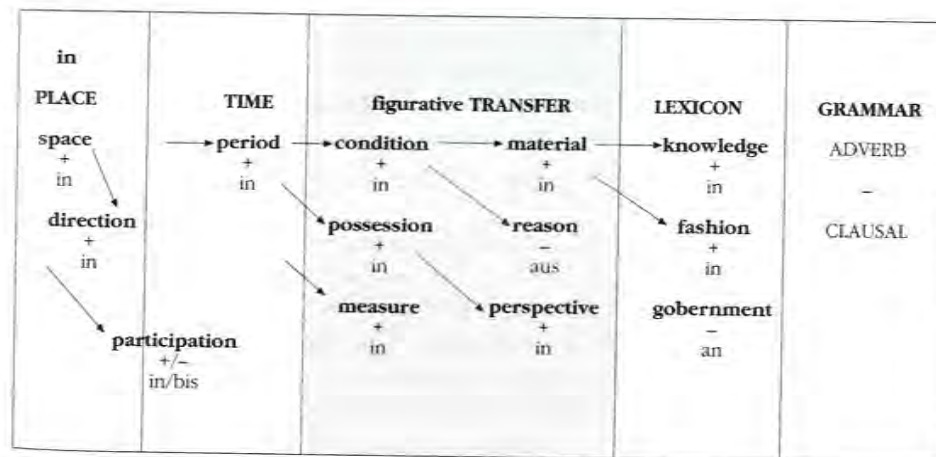 in
PLACE TIME figurative TRANSFER LEXICON GRAMMAR
space period condition material knowledge ADVERB
+ + + + +
in in in in in –
direction possession reason fashion CLAUSAL
+ + – +
in in aus in
measure perspective gobernment
participation + + –
+/– in in an
in/bis